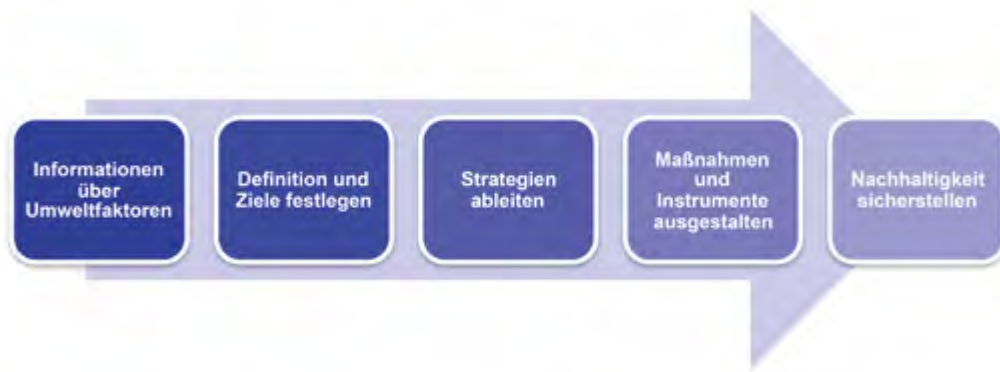 Informationen
über
Umweltfaktoren
Definition und
Ziele festlegen
Strategien
ableiten
Maßnahmen
und
Instrumente
ausgestalten
Nachhaltigkeit
sicherstellen